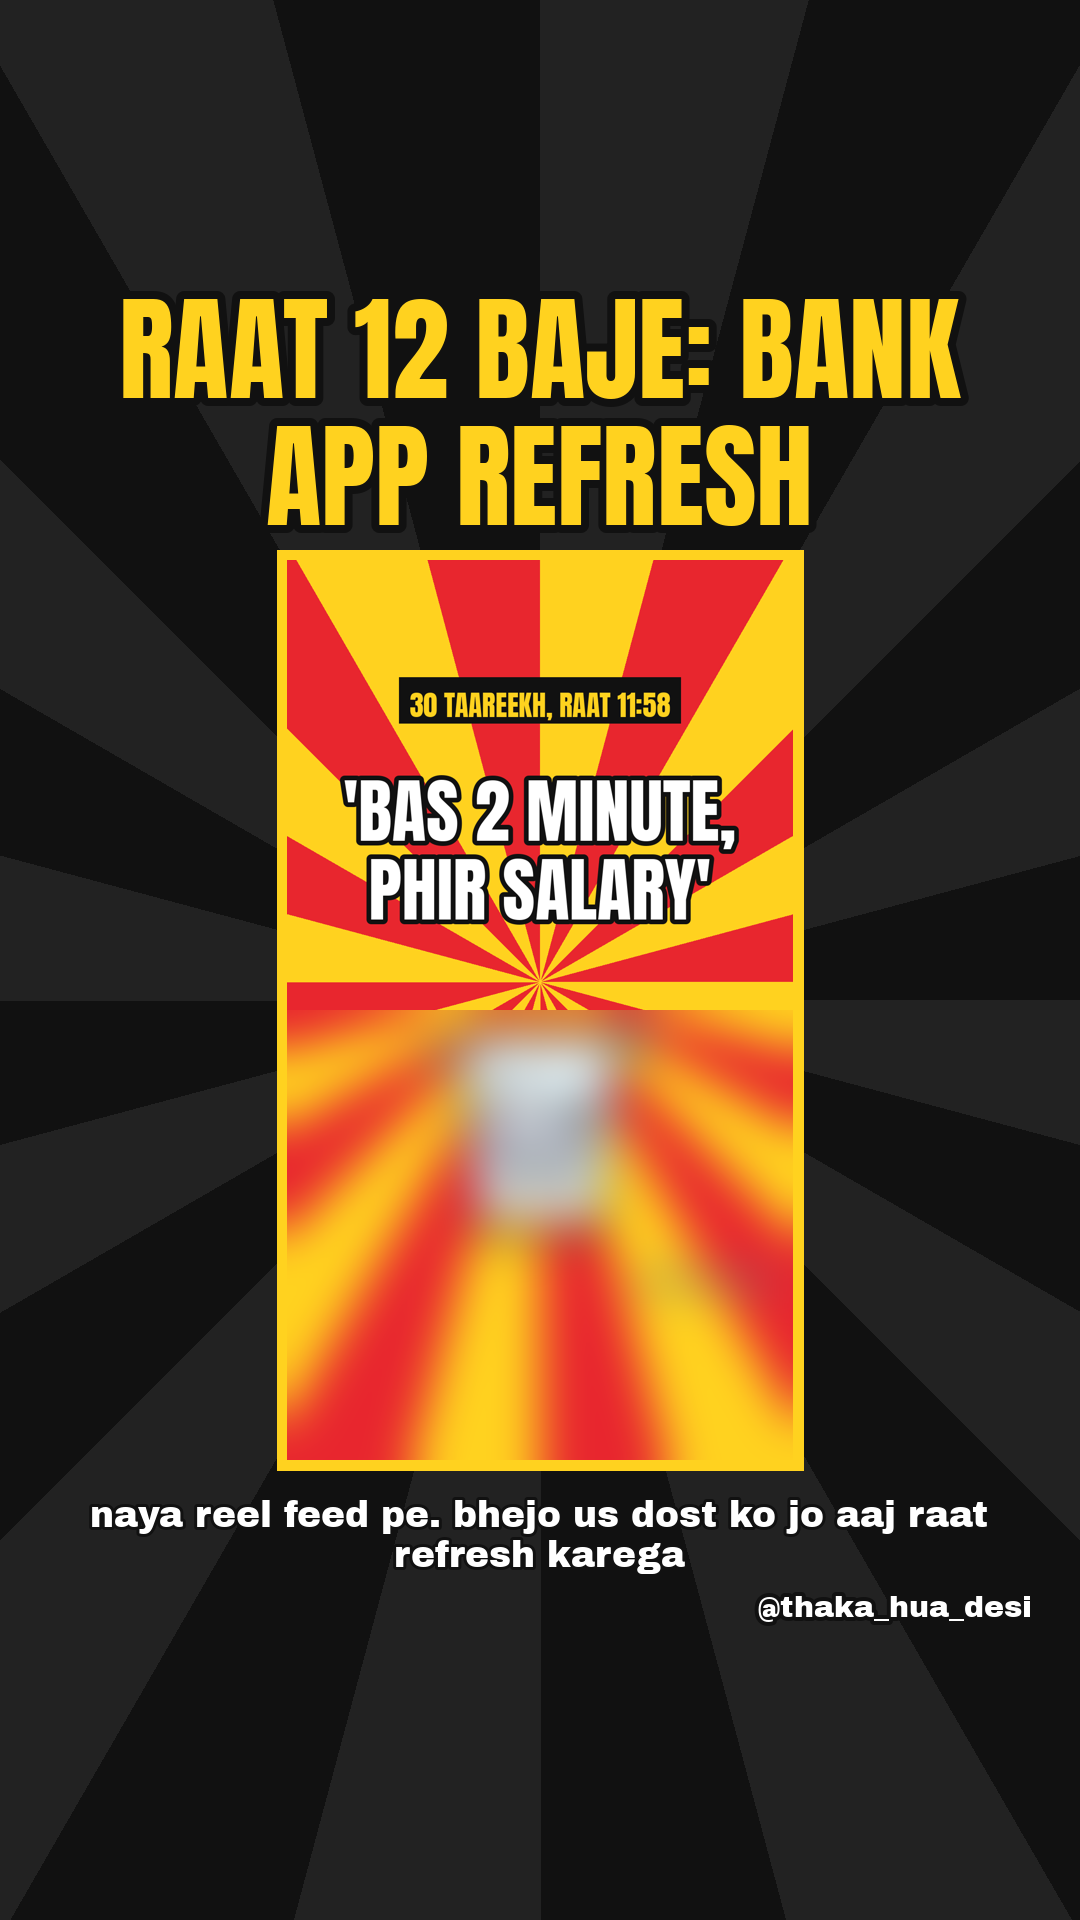 RAAT 12 BAJE: BANK
APP REFRESH
30 TAAREEKH, RAAT 11:58
'BAS 2 MINUTE,
PHIR SALARY'
naya reel feed pe. bhejo us dost ko jo aaj raat
refresh karega
@thaka_hua_desi